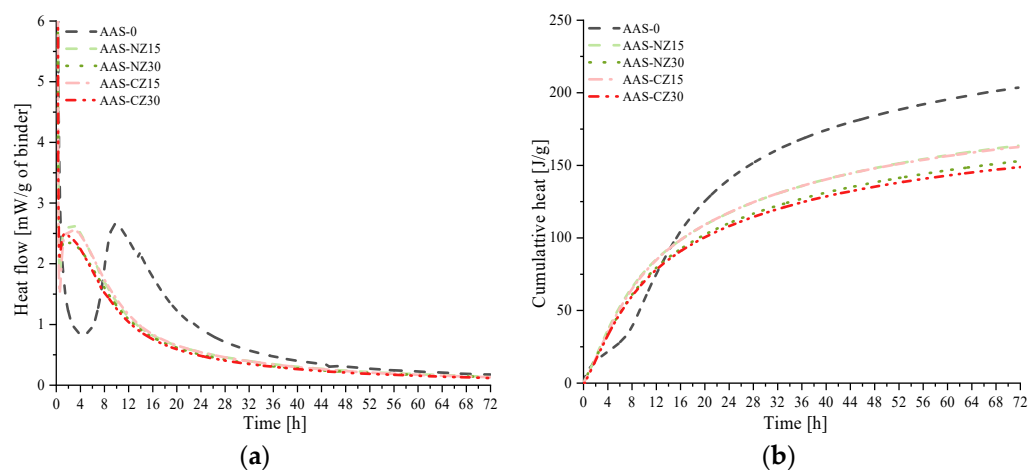 AAS-0
AAS-NZ15
AAS-NZ30
AAS-CZ15
AAS-CZ30
Heat flow [mW/g of binder]
6
5
4
3
2
1
0
0 4 8 12 16 20 24 28 32 36 40 44 48 52 56 60 64 68 72
Time [h]
(a)
AAS-0
AAS-NZ15
AAS-NZ30
AAS-CZ15
AAS-CZ30
Cumulattive heat [J/g]
250
200
150
100
50
0
0 4 8 12 16 20 24 28 32 36 40 44 48 52 56 60 64 68 72
Time [h]
(b)